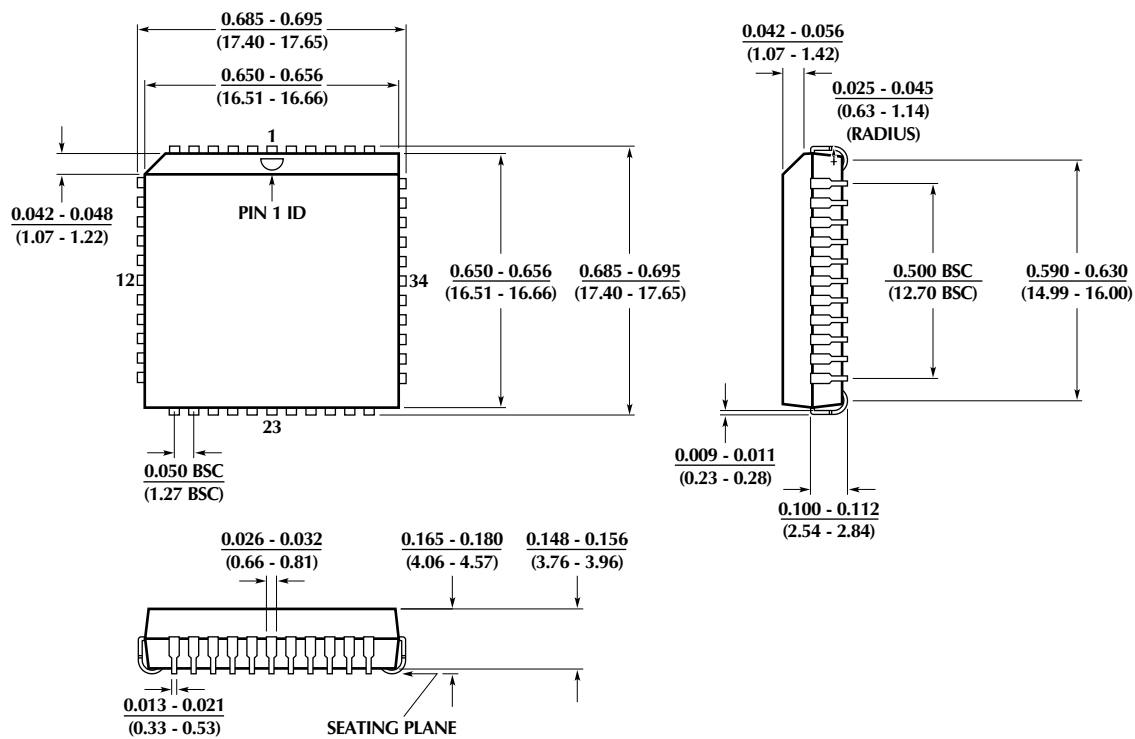 0.685 - 0.695
(17.40 - 17.65)
0.650 - 0.656
(16.51 - 16.66)
1
PIN 1 ID
0.042 - 0.048
(1.07 - 1.22)
12
34
0.650 - 0.656
(16.51 - 16.66)
0.685 - 0.695
(17.40 - 17.65)
23
0.050 BSC
(1.27 BSC)
0.042 - 0.056
(1.07 - 1.42)
0.025 - 0.045
(0.63 - 1.14)
(RADIUS)
0.500 BSC
(12.70 BSC)
0.590 - 0.630
(14.99 - 16.00)
0.009 - 0.011
(0.23 - 0.28)
0.100 - 0.112
(2.54 - 2.84)
0.026 - 0.032
(0.66 - 0.81)
0.165 - 0.180
(4.06 - 4.57)
0.148 - 0.156
(3.76 - 3.96)
0.013 - 0.021
(0.33 - 0.53)
SEATING PLANE